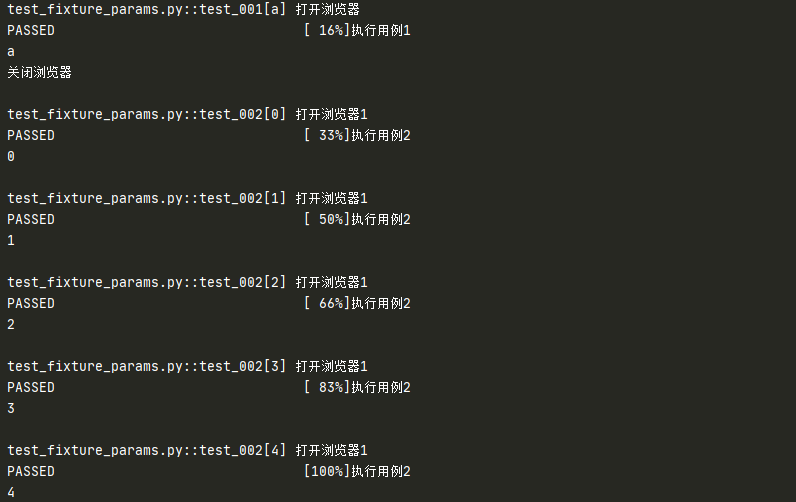 test_fixture_params.py::test_001[a] 打开浏览器
PASSED [ 16%]执行用例1
a
关闭浏览器
test_fixture_params.py::test_002[0] 打开浏览器1
PASSED [ 33%]执行用例2
0
test_fixture_params.py::test_002[1] 打开浏览器1
PASSED [ 50%]执行用例2
1
test_fixture_params.py::test_002[2] 打开浏览器1
PASSED [ 66%]执行用例2
2
test_fixture_params.py::test_002[3] 打开浏览器1
PASSED [ 83%]执行用例2
3
test_fixture_params.py::test_002[4] 打开浏览器1
PASSED [100%]执行用例2
4